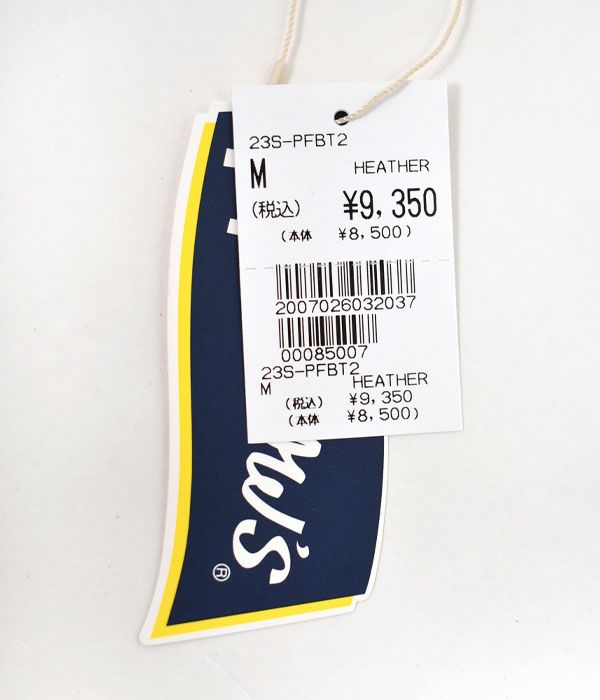 23S-PFBT2
M HEATHER
(税込) ¥9,350
(本体 ¥8,500)
2007026032037
00085007
23S-PFBT2
M HEATHER
(税込) ¥9,350
(本体 ¥8,500)
®